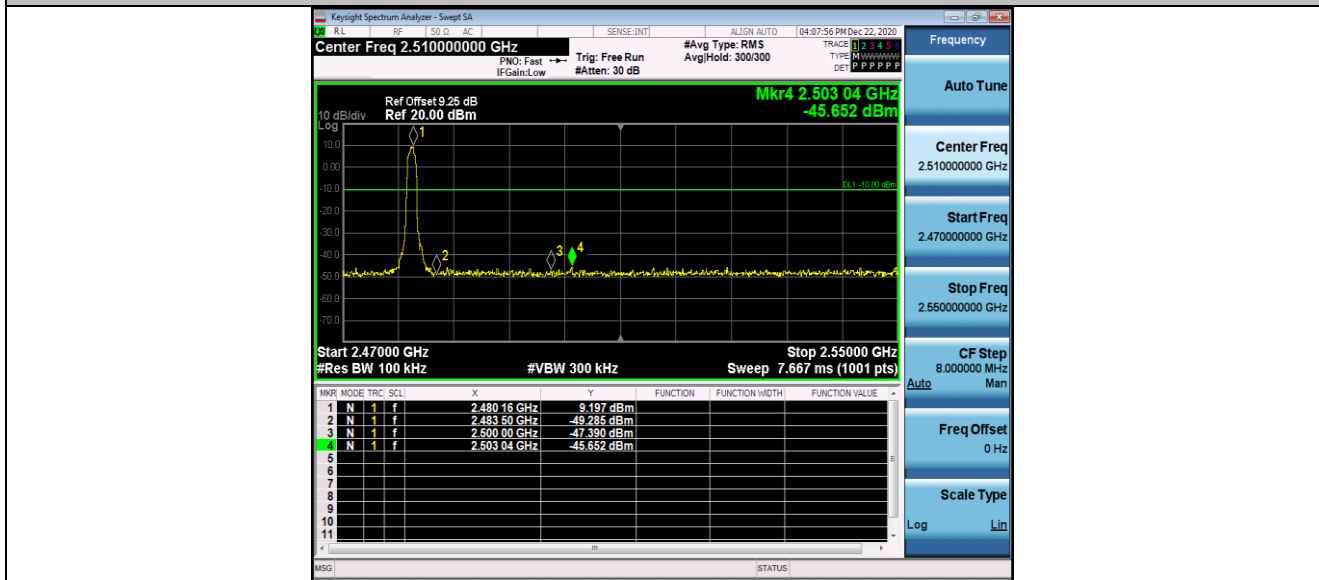 Keysight Spectrum Analyzer - Swept SA
RL RF 50 Ω AC SENSE:INT ALIGN AUTO 04:07:56 PM Dec 22, 2020
Center Freq 2.510000000 GHz
PNO: Fast
IFGain:Low
Trig: Free Run
#Atten: 30 dB
#Avg Type: RMS
Avg|Hold: 300/300
TRACE 1 2 3 4 5 6
TYPE M WWWWW
DET P P P P P P
Mkr4 2.503 04 GHz
-45.652 dBm
Ref Offset 9.25 dB
10 dB/div Ref 20.00 dBm
Log
10.0
0.00
-10.0
-20.0
-30.0
-40.0
-50.0
-60.0
-70.0
1
2
3
4
DL1 -10.80 dBm
Start 2.47000 GHz Stop 2.55000 GHz
#Res BW 100 kHz #VBW 300 kHz Sweep 7.667 ms (1001 pts)
MKR MODE TRC SCL X Y FUNCTION FUNCTION WIDTH FUNCTION VALUE
1 N 1 f 2.480 16 GHz 9.197 dBm
2 N 1 f 2.483 50 GHz -49.285 dBm
3 N 1 f 2.500 00 GHz -47.390 dBm
4 N 1 f 2.503 04 GHz -45.652 dBm
5
6
7
8
9
10
11
MSG STATUS
Frequency
Auto Tune
Center Freq
2.510000000 GHz
Start Freq
2.470000000 GHz
Stop Freq
2.550000000 GHz
CF Step
8.000000 MHz
Auto Man
Freq Offset
0 Hz
Scale Type
Log Lin